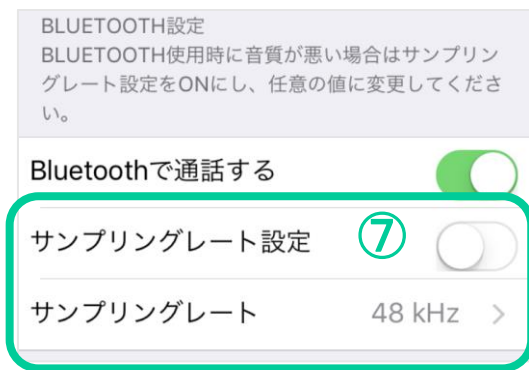 BLUETOOTH設定
BLUETOOTH使用時に音質が悪い場合はサンプリン
グレート設定をONにし、任意の値に変更してくださ
い。
Bluetoothで通話する
サンプリングレート設定 ⑦
サンプリングレート 48 kHz >